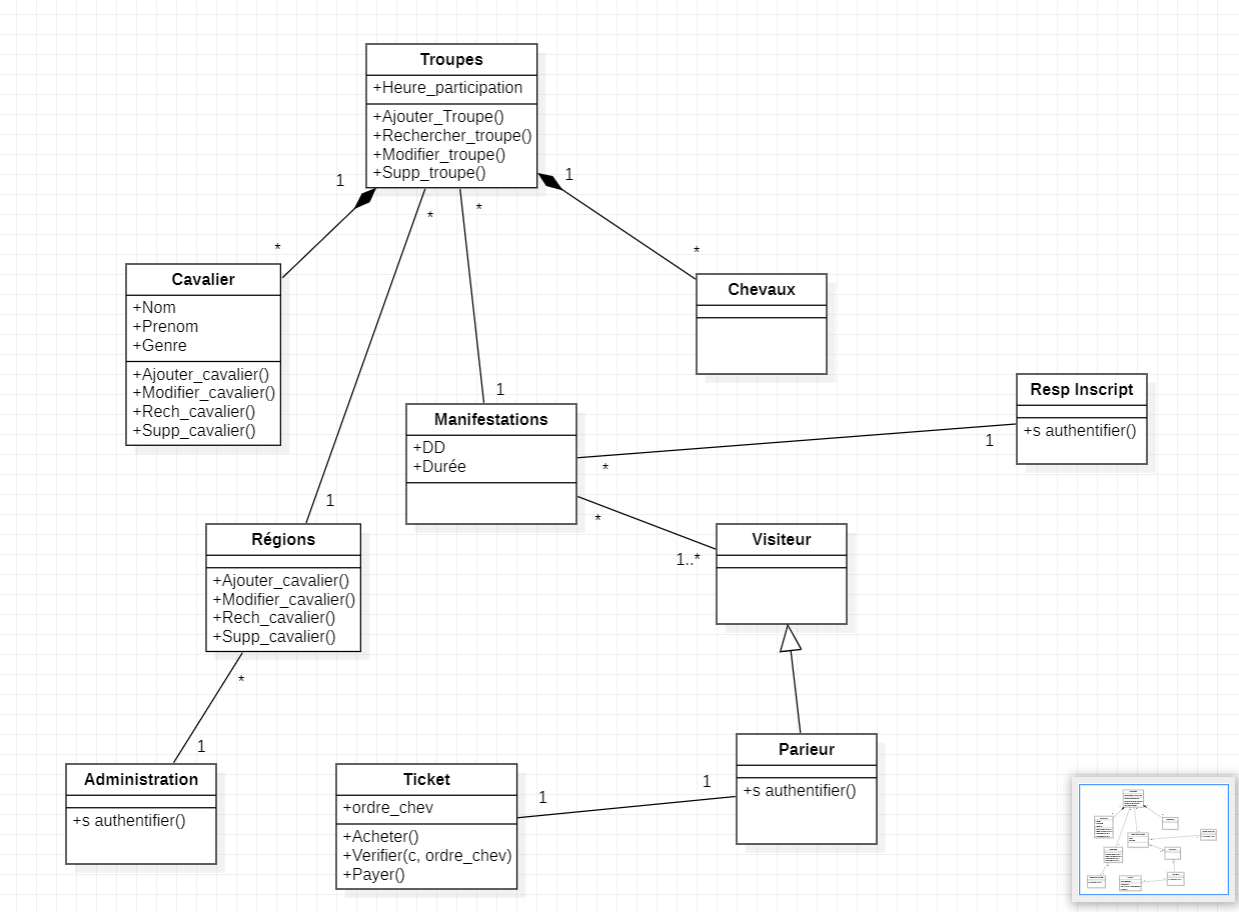 Troupes
+Heure_participation
+Ajouter_Troupe()
+Rechercher_troupe()
+Modifier_troupe()
+Supp_troupe()
1
1
*
*
*
*
Cavalier
+Nom
+Prenom
+Genre
+Ajouter_cavalier()
+Modifier_cavalier()
+Rech_cavalier()
+Supp_cavalier()
Chevaux
1
Manifestations
+DD
+Durée
Resp Inscript
+s authentifier()
1
*
*
1..*
1
Régions
+Ajouter_cavalier()
+Modifier_cavalier()
+Rech_cavalier()
+Supp_cavalier()
Visiteur
*
1
Administration
+s authentifier()
Ticket
+ordre_chev
+Acheter()
+Verifier(c, ordre_chev)
+Payer()
1
1
Parieur
+s authentifier()